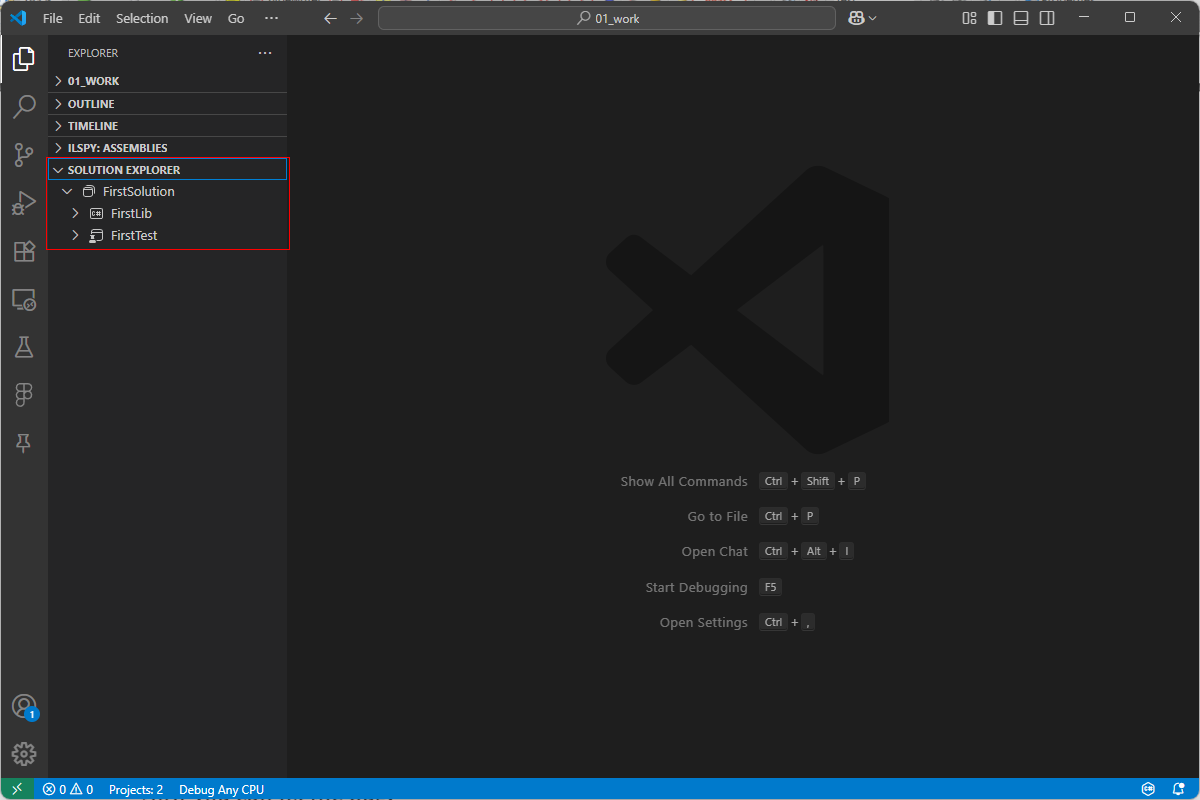 File Edit Selection View Go ···
01_work
EXPLORER ···
01_WORK
OUTLINE
TIMELINE
ILSPY: ASSEMBLIES
SOLUTION EXPLORER
FirstSolution
C# FirstLib
FirstTest
Show All Commands Ctrl + Shift + P
Go to File Ctrl + P
Open Chat Ctrl + Alt + I
Start Debugging F5
Open Settings Ctrl + ,
1
0 0 Projects: 2 Debug Any CPU